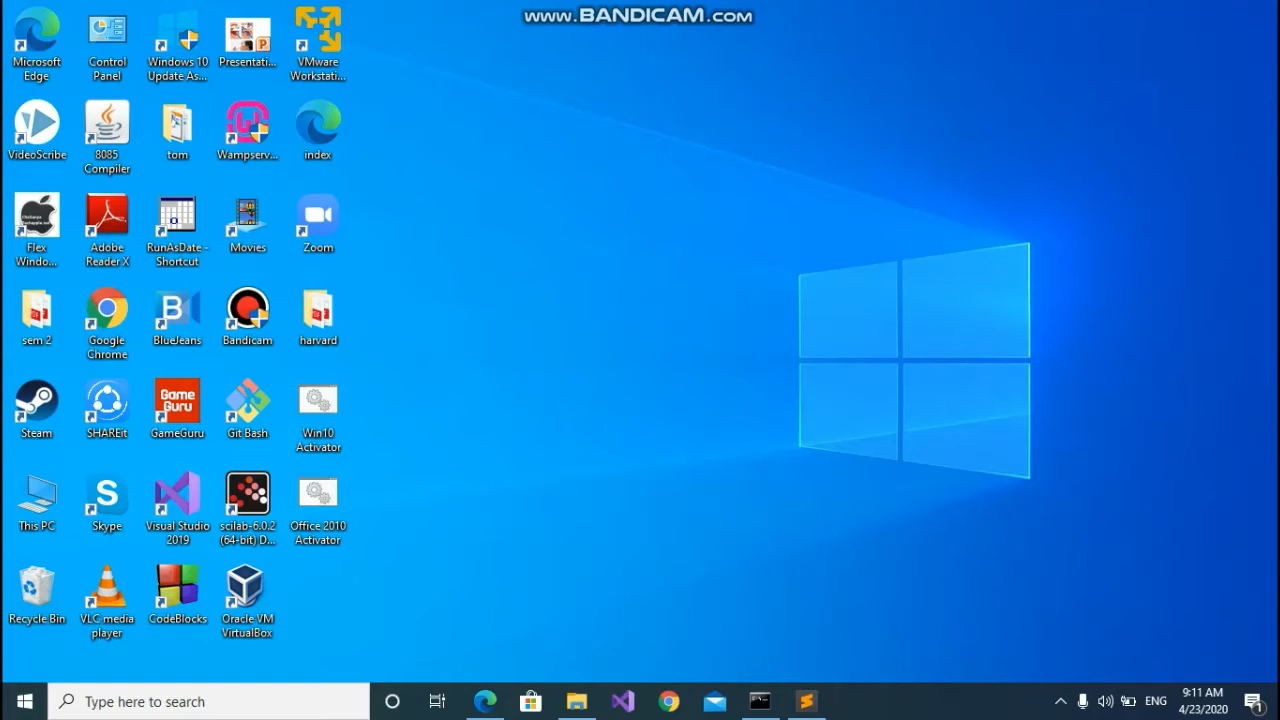 www.BANDICAM.com
Microsoft
Edge
Control
Panel
Windows 10
Update As...
Presentati...
VMware
Workstati...
VideoScribe
8085
Compiler
tom
Wampserv...
index
Flex
Windo...
Adobe
Reader X
RunAsDate -
Shortcut
Movies
Zoom
sem 2
Google
Chrome
BlueJeans
Bandicam
harvard
Game
Guru
Steam
SHAREit
GameGuru
Git Bash
Win10
Activator
This PC
Skype
Visual Studio
2019
scilab-6.0.2
(64-bit) D...
Office 2010
Activator
Recycle Bin
VLC media
player
CodeBlocks
Oracle VM
VirtualBox
Type here to search
ENG
9:11 AM
4/23/2020
1